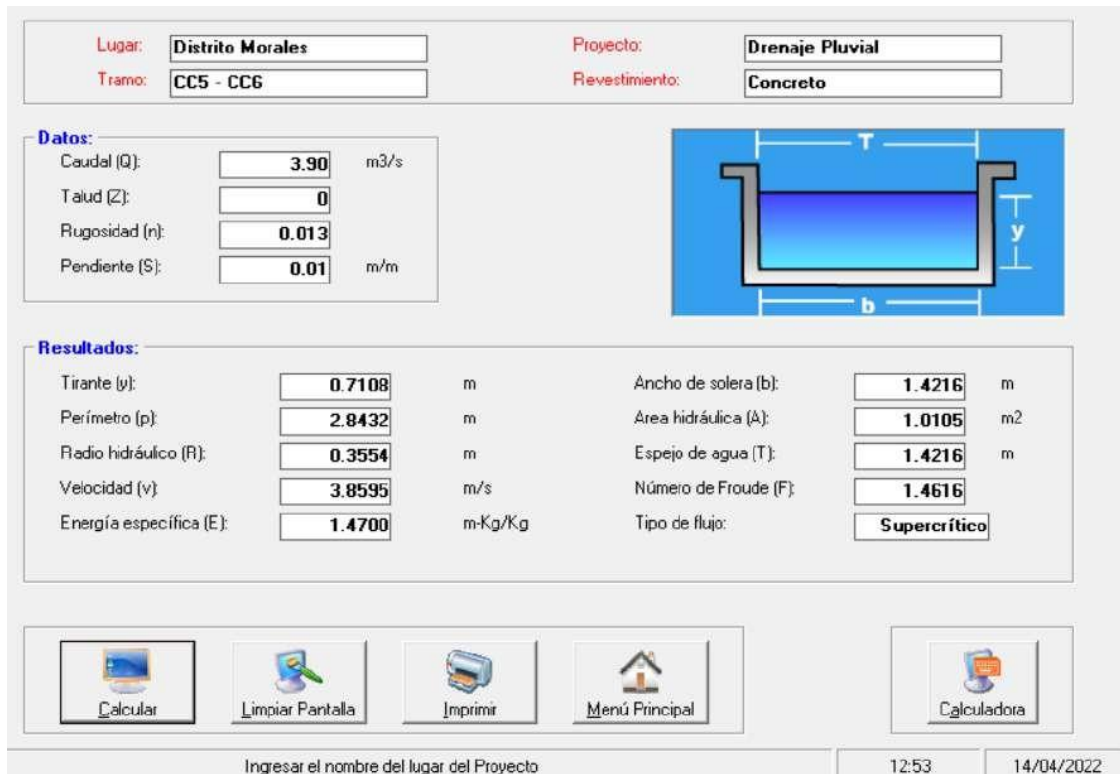 Lugar: Distrito Morales Proyecto: Drenaje Pluvial
Tramo: CC5 - CC6 Revestimiento: Concreto
Datos:
Caudal (Q): 3.90 m3/s
Talud (Z): 0
Rugosidad (n): 0.013
Pendiente (S): 0.01 m/m
T
y
b
Resultados:
Tirante (y): 0.7108 m Ancho de solera (b): 1.4216 m
Perímetro (p): 2.8432 m Area hidráulica (A): 1.0105 m2
Radio hidráulico (R): 0.3554 m Espejo de agua (T): 1.4216 m
Velocidad (v): 3.8595 m/s Número de Froude (F): 1.4616
Energía específica (E): 1.4700 m-Kg/Kg Tipo de flujo: Supercrítico
Calcular Limpiar Pantalla Imprimir Menú Principal Calculadora
Ingresar el nombre del lugar del Proyecto 12:53 14/04/2022